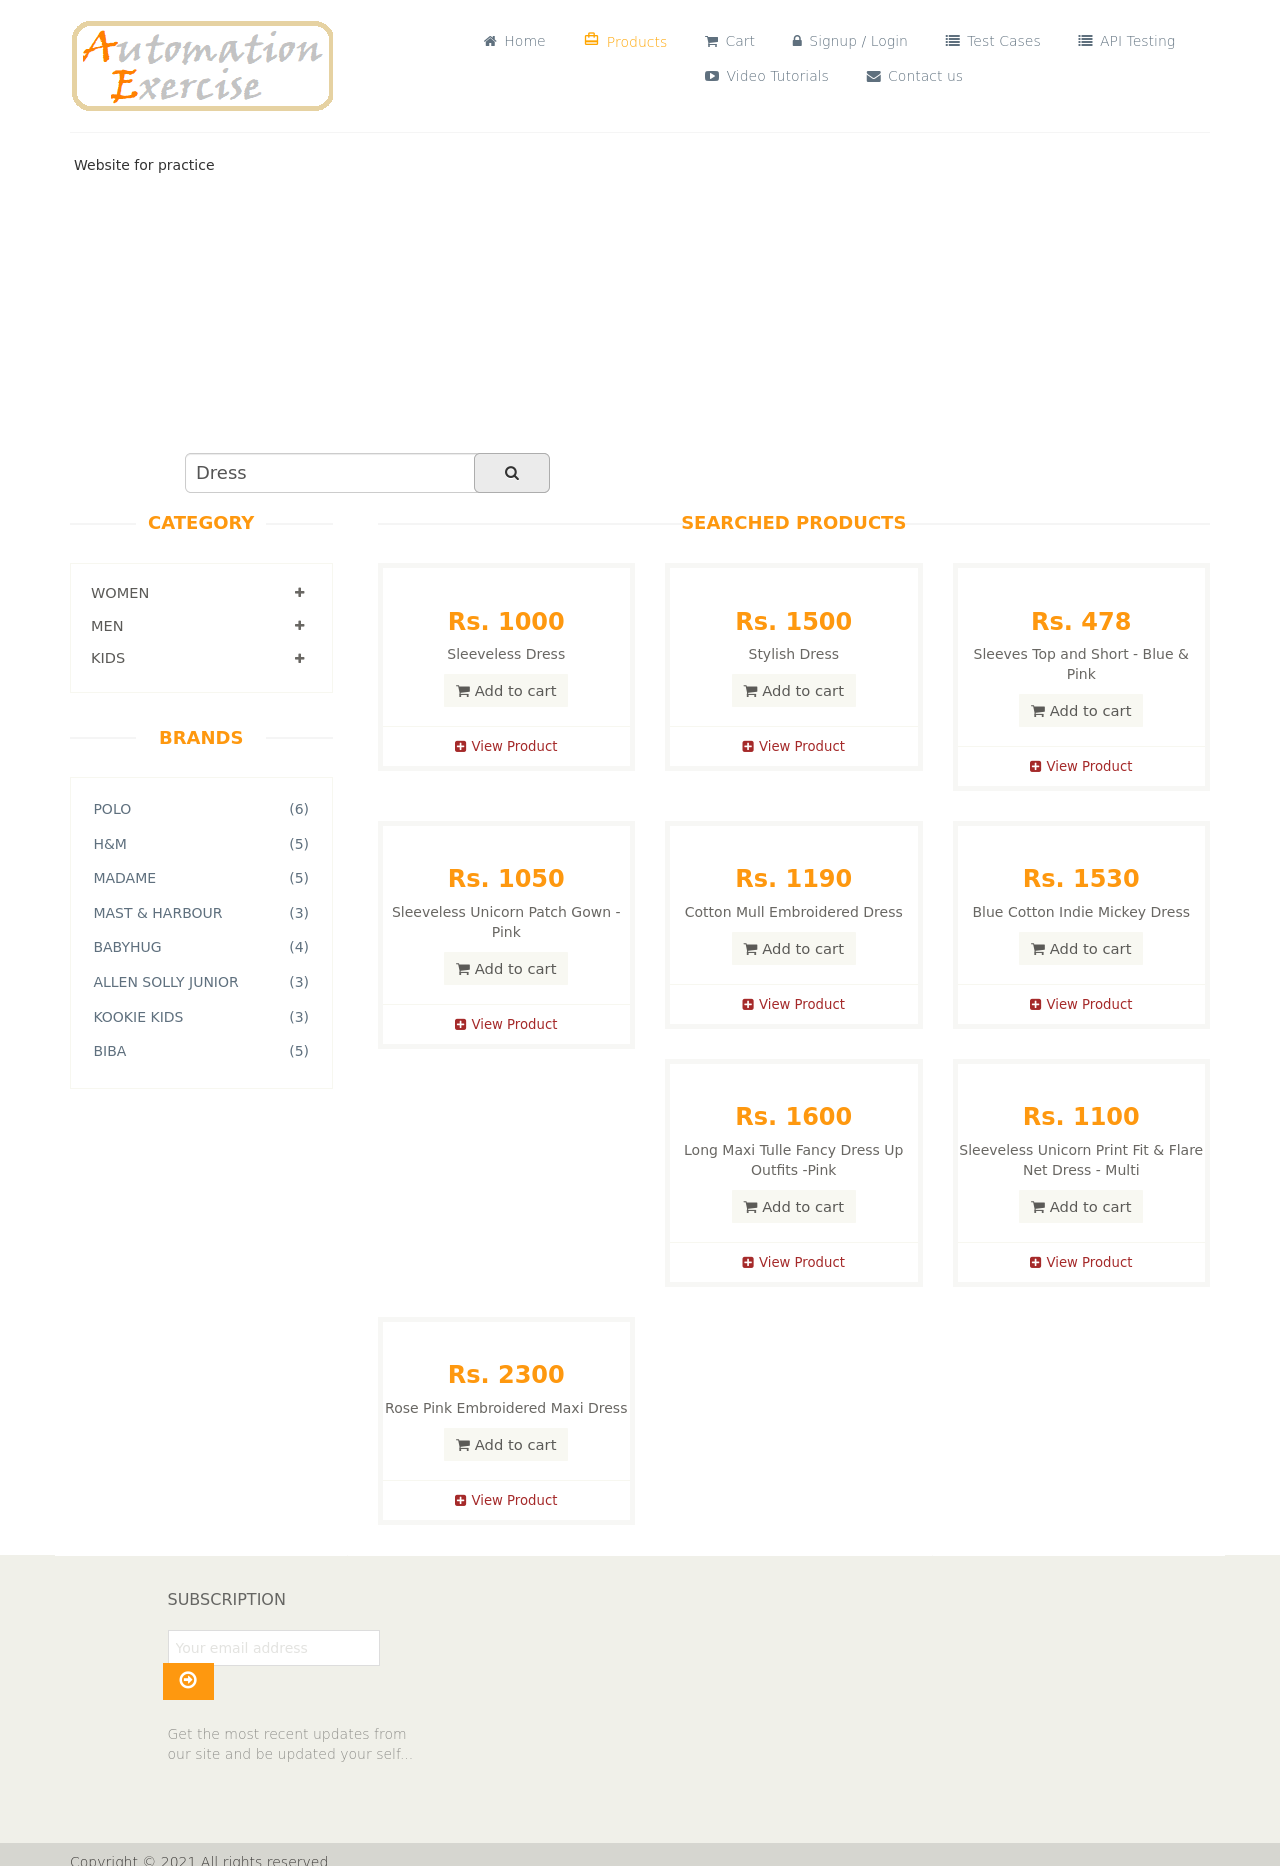 Automation
Exercise
Home
Products
Cart
Signup / Login
Test Cases
API Testing
Video Tutorials
Contact us
Website for practice
Dress
CATEGORY
WOMEN
MEN
KIDS
BRANDS
POLO (6)
H&M (5)
MADAME (5)
MAST & HARBOUR (3)
BABYHUG (4)
ALLEN SOLLY JUNIOR (3)
KOOKIE KIDS (3)
BIBA (5)
SEARCHED PRODUCTS
Rs. 1000
Sleeveless Dress
Add to cart
View Product
Rs. 1500
Stylish Dress
Add to cart
View Product
Rs. 478
Sleeves Top and Short - Blue &
Pink
Add to cart
View Product
Rs. 1050
Sleeveless Unicorn Patch Gown -
Pink
Add to cart
View Product
Rs. 1190
Cotton Mull Embroidered Dress
Add to cart
View Product
Rs. 1530
Blue Cotton Indie Mickey Dress
Add to cart
View Product
Rs. 1600
Long Maxi Tulle Fancy Dress Up
Outfits -Pink
Add to cart
View Product
Rs. 1100
Sleeveless Unicorn Print Fit & Flare
Net Dress - Multi
Add to cart
View Product
Rs. 2300
Rose Pink Embroidered Maxi Dress
Add to cart
View Product
SUBSCRIPTION
Your email address
Get the most recent updates from
our site and be updated your self...
Copyright © 2021 All rights reserved